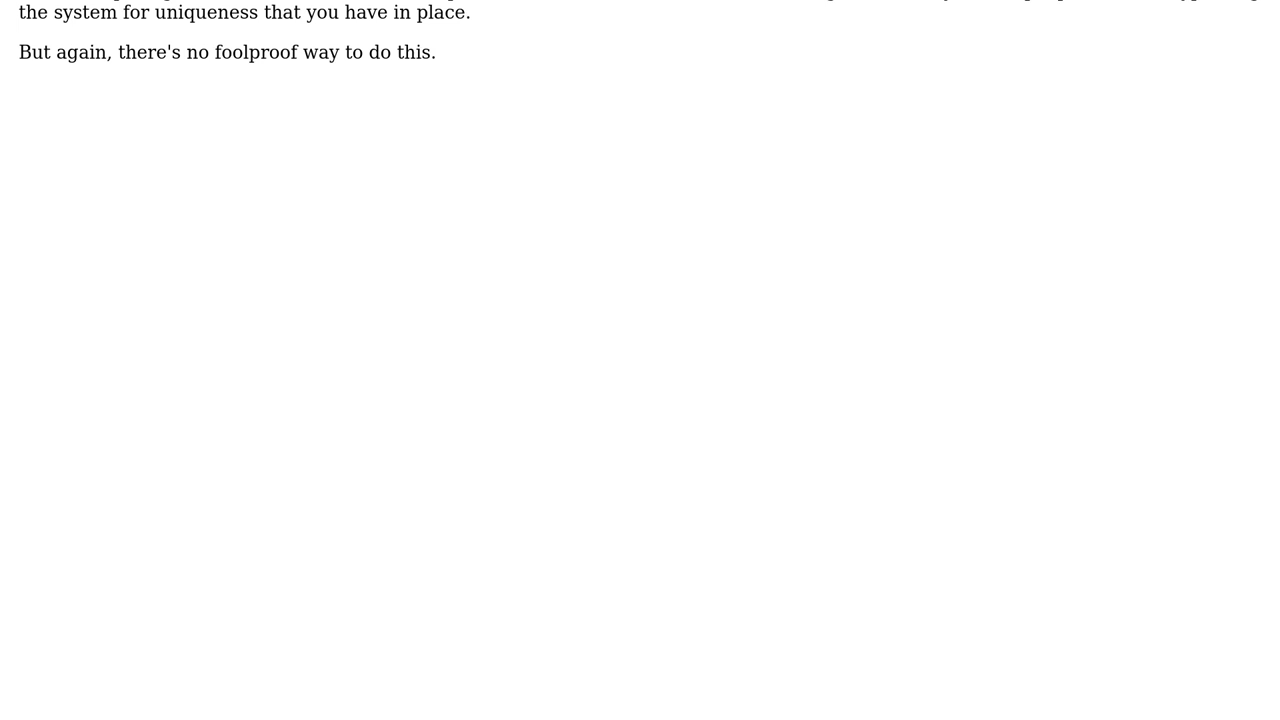 the system for uniqueness that you have in place.
But again, there's no foolproof way to do this.